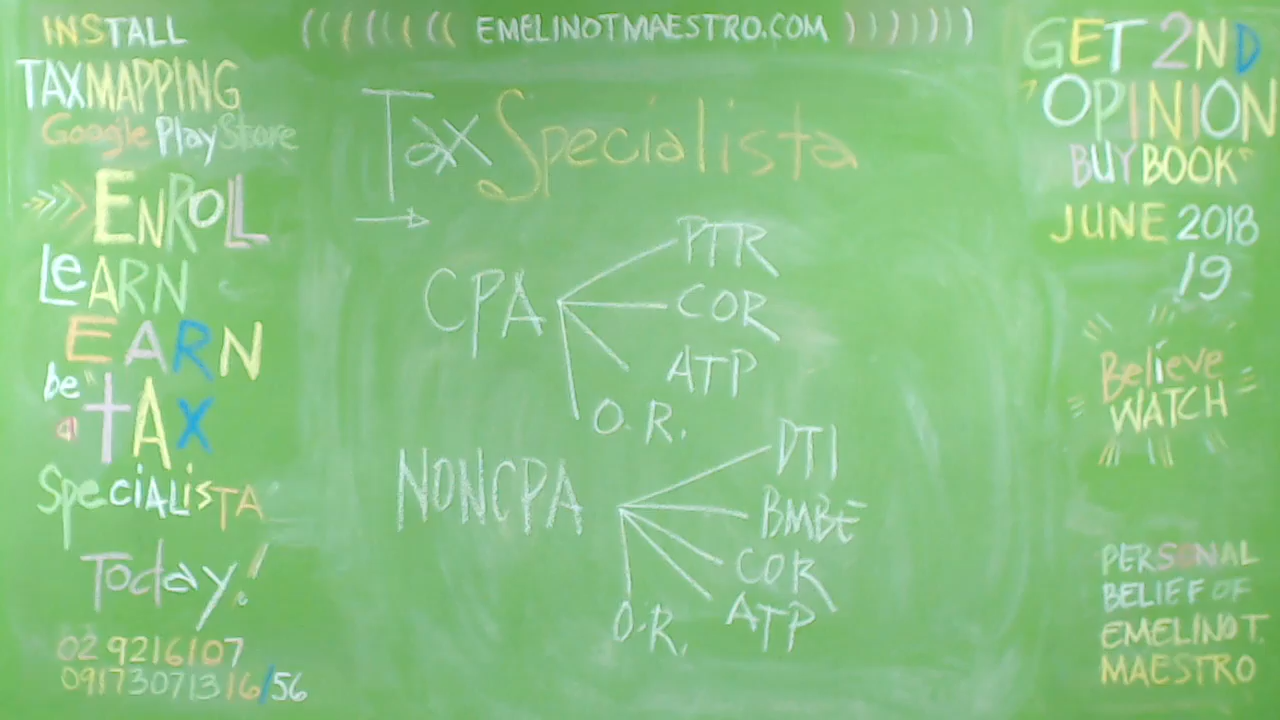 INSTALL
TAXMAPPING
Google PlayStore
>>>> ENROLL
LeARN
EARN
be
tAX
SpeciALisTA
Today!
02 9216107
09173071316/56
((((((( EMELINOTMAESTRO.COM )))))))
Tax Specialista
CPA
PTR
COR
ATP
O.R.
NONCPA
DTI
BMBE
COR
ATP
O.R.
GET 2ND
OPINION
BUY BOOK
JUNE 2018
19
Believe
WATCH
PERSONAL
BELIEF OF
EMELINO T.
MAESTRO